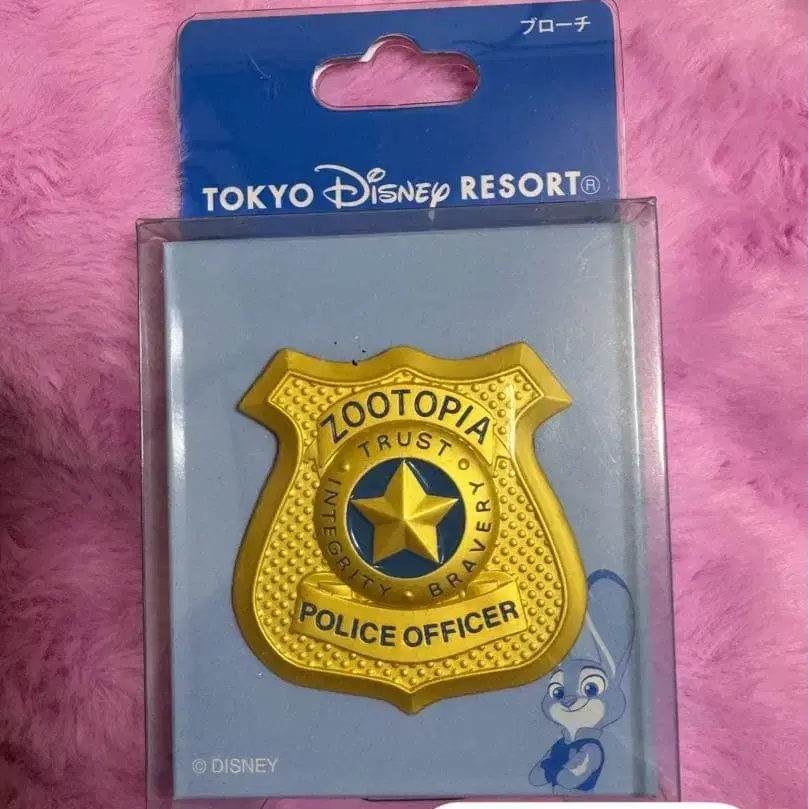 ブローチ
TOKYO Disney RESORT®
ZOOTOPIA
TRUST
INTEGRITY
BRAVERY
POLICE OFFICER
© DISNEY